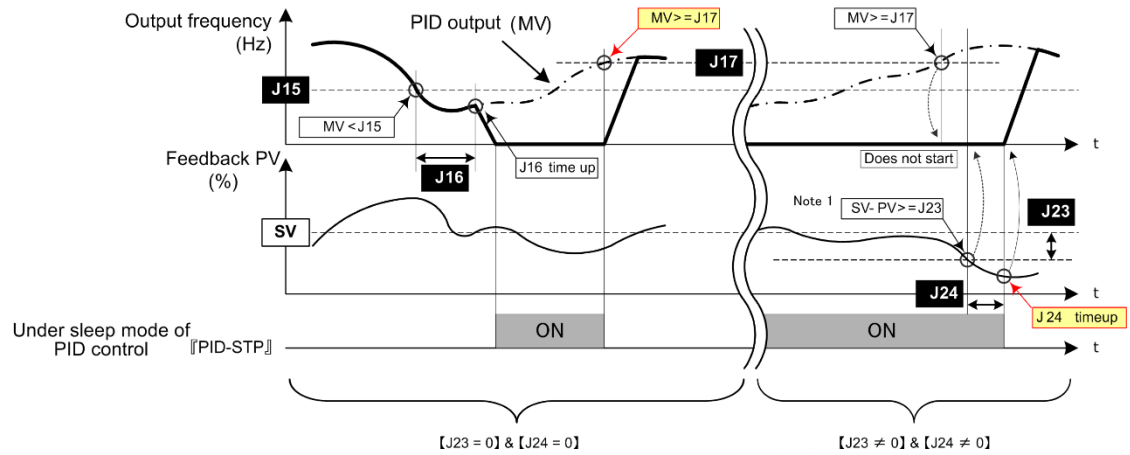 Output frequency
(Hz)
PID output (MV)
MV>=J17
MV>=J17
J17
J15
MV<J15
J16 time up
Does not start
t
J16
Feedback PV
(%)
Note 1
SV- PV>=J23
J23
SV
J24
J24 timeup
t
Under sleep mode of
PID control 『PID-STP』
ON
ON
t
【J23 = 0】 & 【J24 = 0】
【J23 ≠ 0】 & 【J24 ≠ 0】